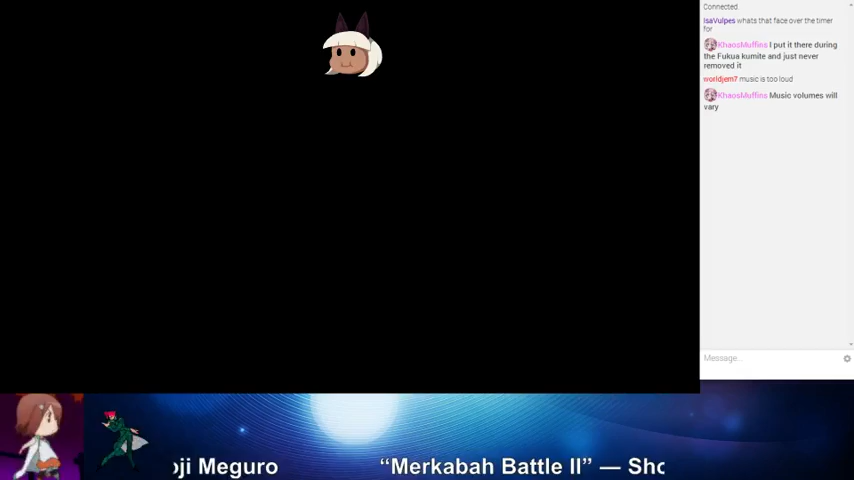 Connected
IsaVulpes whats that face over the timer
for
KhaosMuffins I put it there during
the Fukua kumite and just never
removed it
worldjem7 music is too loud
KhaosMuffins Music volumes will
vary
Message...
oji Meguro “Merkabah Battle II” — Sho